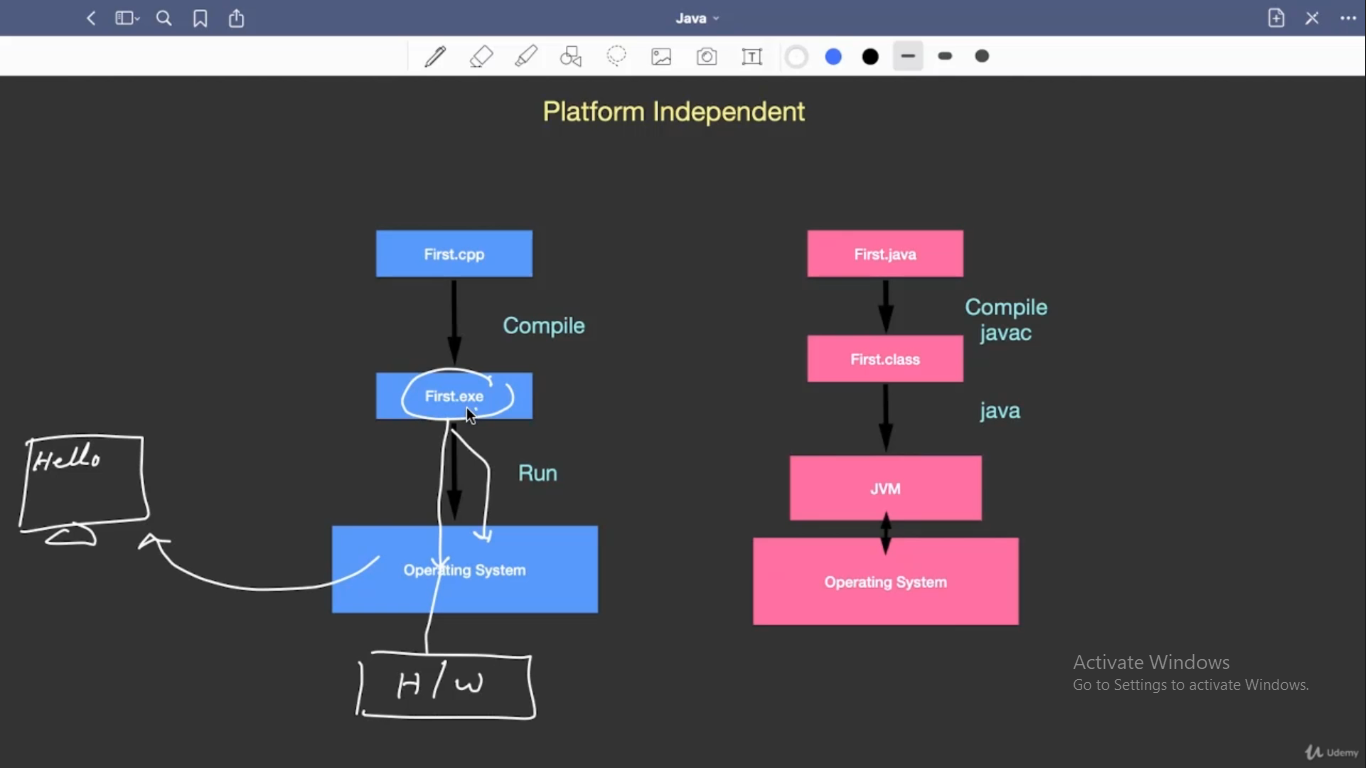 Java
T
Platform Independent
First.cpp
First.java
Compile
Compile
javac
First.exe
First.class
java
Hello
Run
JVM
Operating System
Operating System
H/W
Activate Windows
Go to Settings to activate Windows.
Udemy